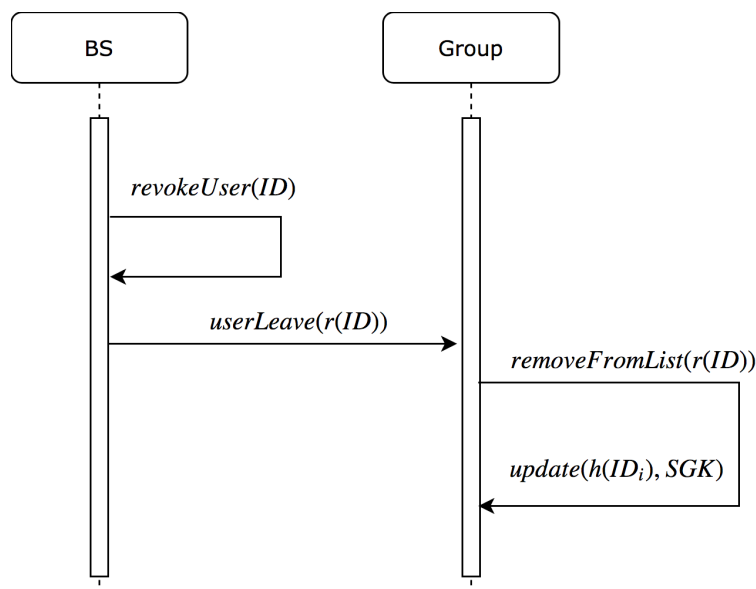 BS
Group
revokeUser(ID)
userLeave(r(ID))
removeFromList(r(ID))
update(h(IDᵢ), SGK)